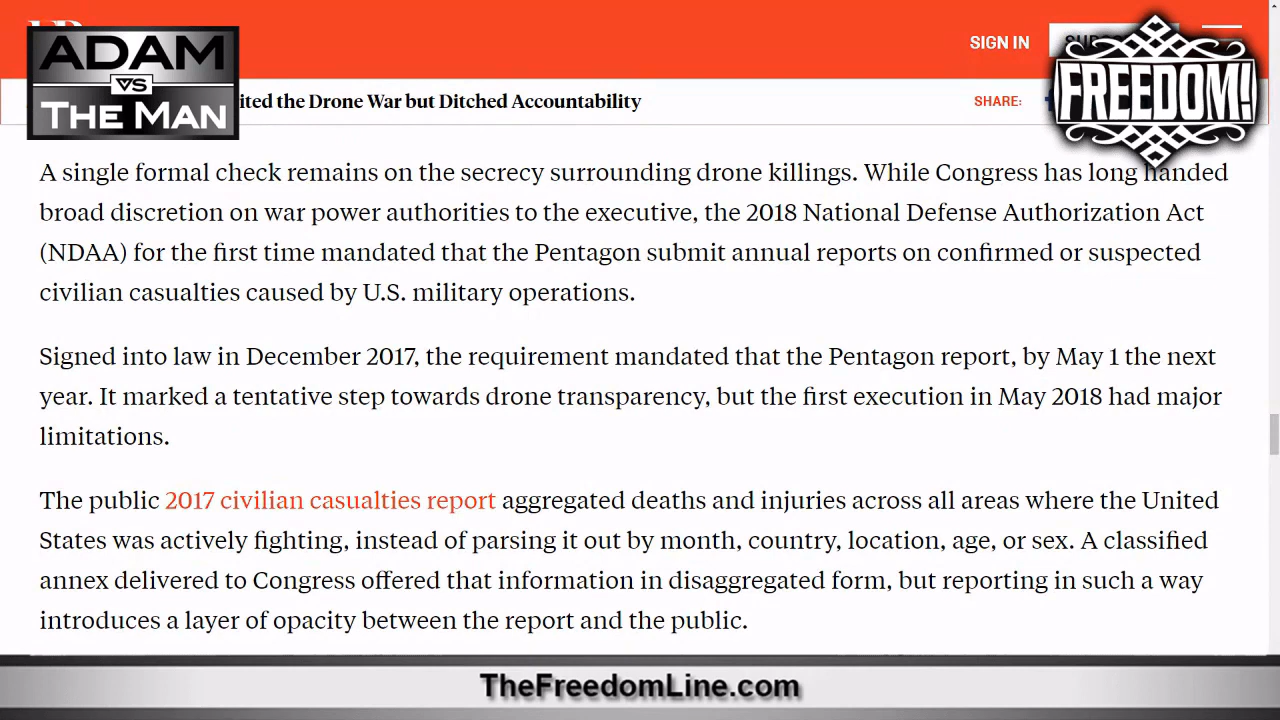 ADAM
VS
THE MAN
SIGN IN
FREEDOM!
ited the Drone War but Ditched Accountability
SHARE:
A single formal check remains on the secrecy surrounding drone killings. While Congress has long handed
broad discretion on war power authorities to the executive, the 2018 National Defense Authorization Act
(NDAA) for the first time mandated that the Pentagon submit annual reports on confirmed or suspected
civilian casualties caused by U.S. military operations.
Signed into law in December 2017, the requirement mandated that the Pentagon report, by May 1 the next
year. It marked a tentative step towards drone transparency, but the first execution in May 2018 had major
limitations.
The public 2017 civilian casualties report aggregated deaths and injuries across all areas where the United
States was actively fighting, instead of parsing it out by month, country, location, age, or sex. A classified
annex delivered to Congress offered that information in disaggregated form, but reporting in such a way
introduces a layer of opacity between the report and the public.
TheFreedomLine.com